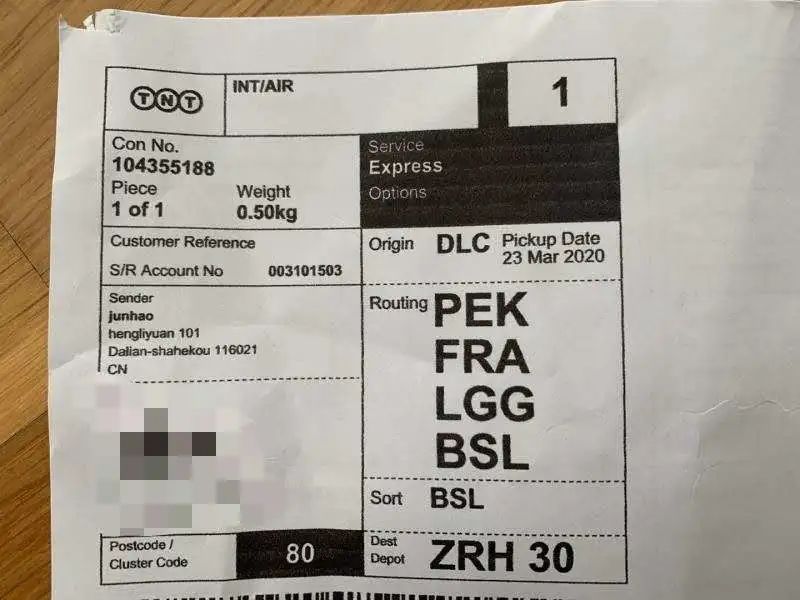 TNT
INT/AIR
1
Con No.
104355188
Piece
1 of 1
Weight
0.50kg
Service
Express
Options
Customer Reference
S/R Account No 003101503
Origin DLC
Pickup Date
23 Mar 2020
Sender
junhao
hengliyuan 101
Dalian-shahekou 116021
CN
Routing
PEK
FRA
LGG
BSL
Sort BSL
Postcode /
Cluster Code
80
Dest
Depot
ZRH 30